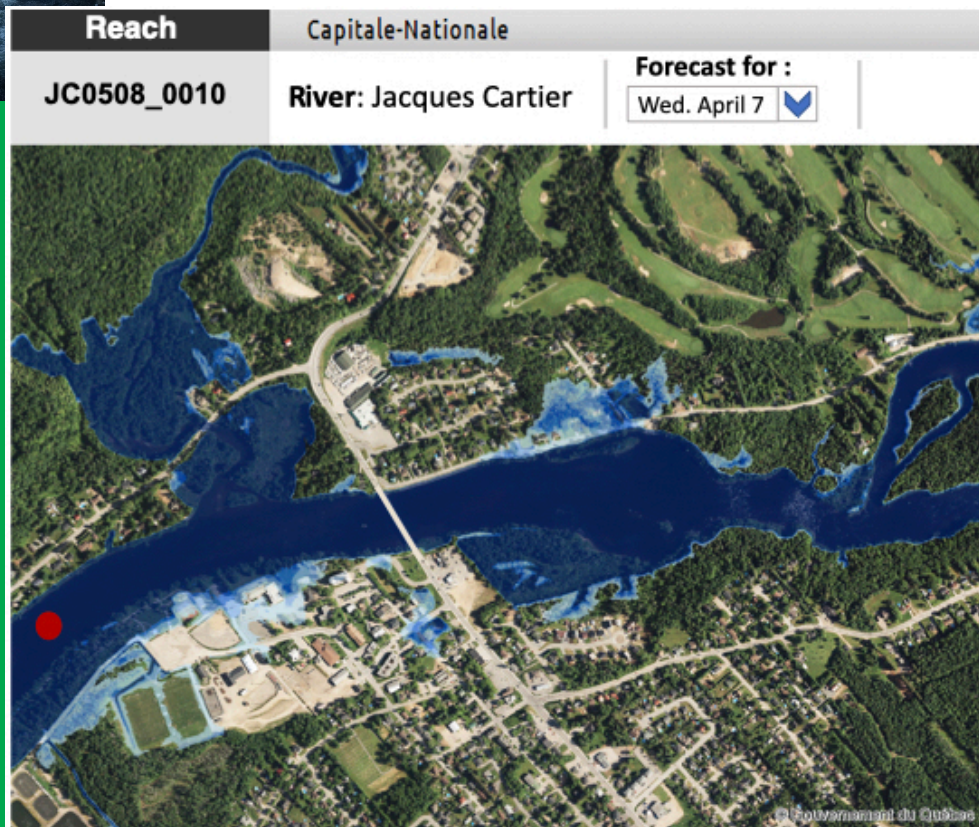 Reach
Capitale-Nationale
JC0508_0010
River: Jacques Cartier
Forecast for :
Wed. April 7
© Gouvernement du Québec